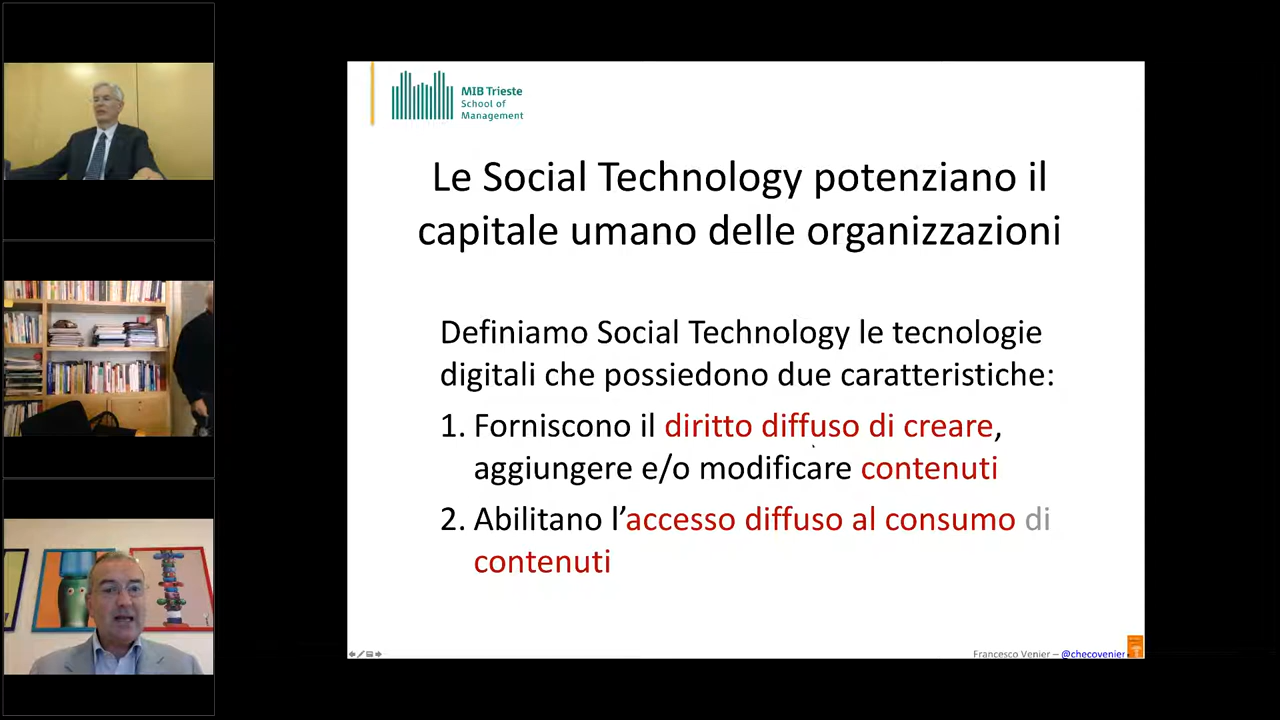 MIB Trieste
School of
Management
Le Social Technology potenziano il
capitale umano delle organizzazioni
Definiamo Social Technology le tecnologie
digitali che possiedono due caratteristiche:
1. Forniscono il diritto diffuso di creare,
aggiungere e/o modificare contenuti
2. Abilitano l’accesso diffuso al consumo di
contenuti
Francesco Venier – @checovenier